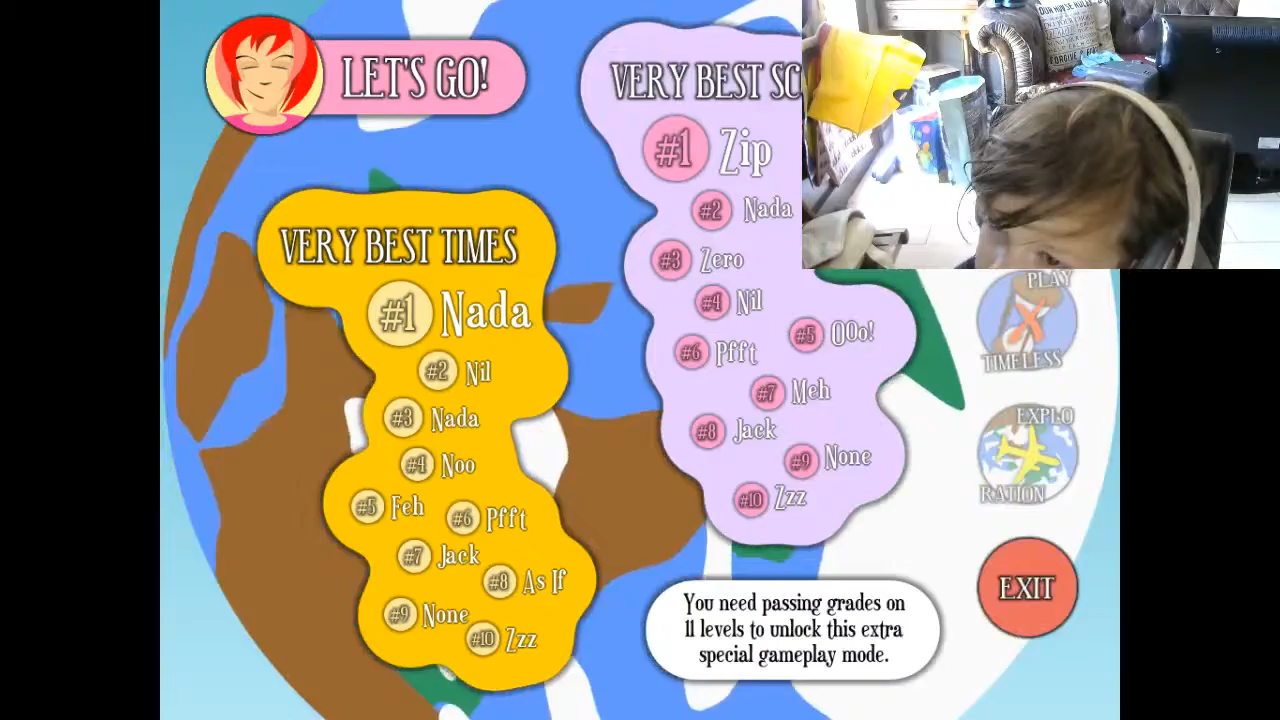 LET'S GO!
VERY BEST TIMES
#1 Nada
#2 Nil
#3 Nada
#4 Noo
#5 Feh
#6 Pfft
#7 Jack
#8 As If
#9 None
#10 Zzz
VERY BEST SC
#1 Zip
#2 Nada
#3 Zero
#4 Nil
#5 OOo!
#6 Pfft
#7 Meh
#8 Jack
#9 None
#10 Zzz
PLAY
TIMELESS
EXPLO
RATION
EXIT
You need passing grades on
11 levels to unlock this extra
special gameplay mode.